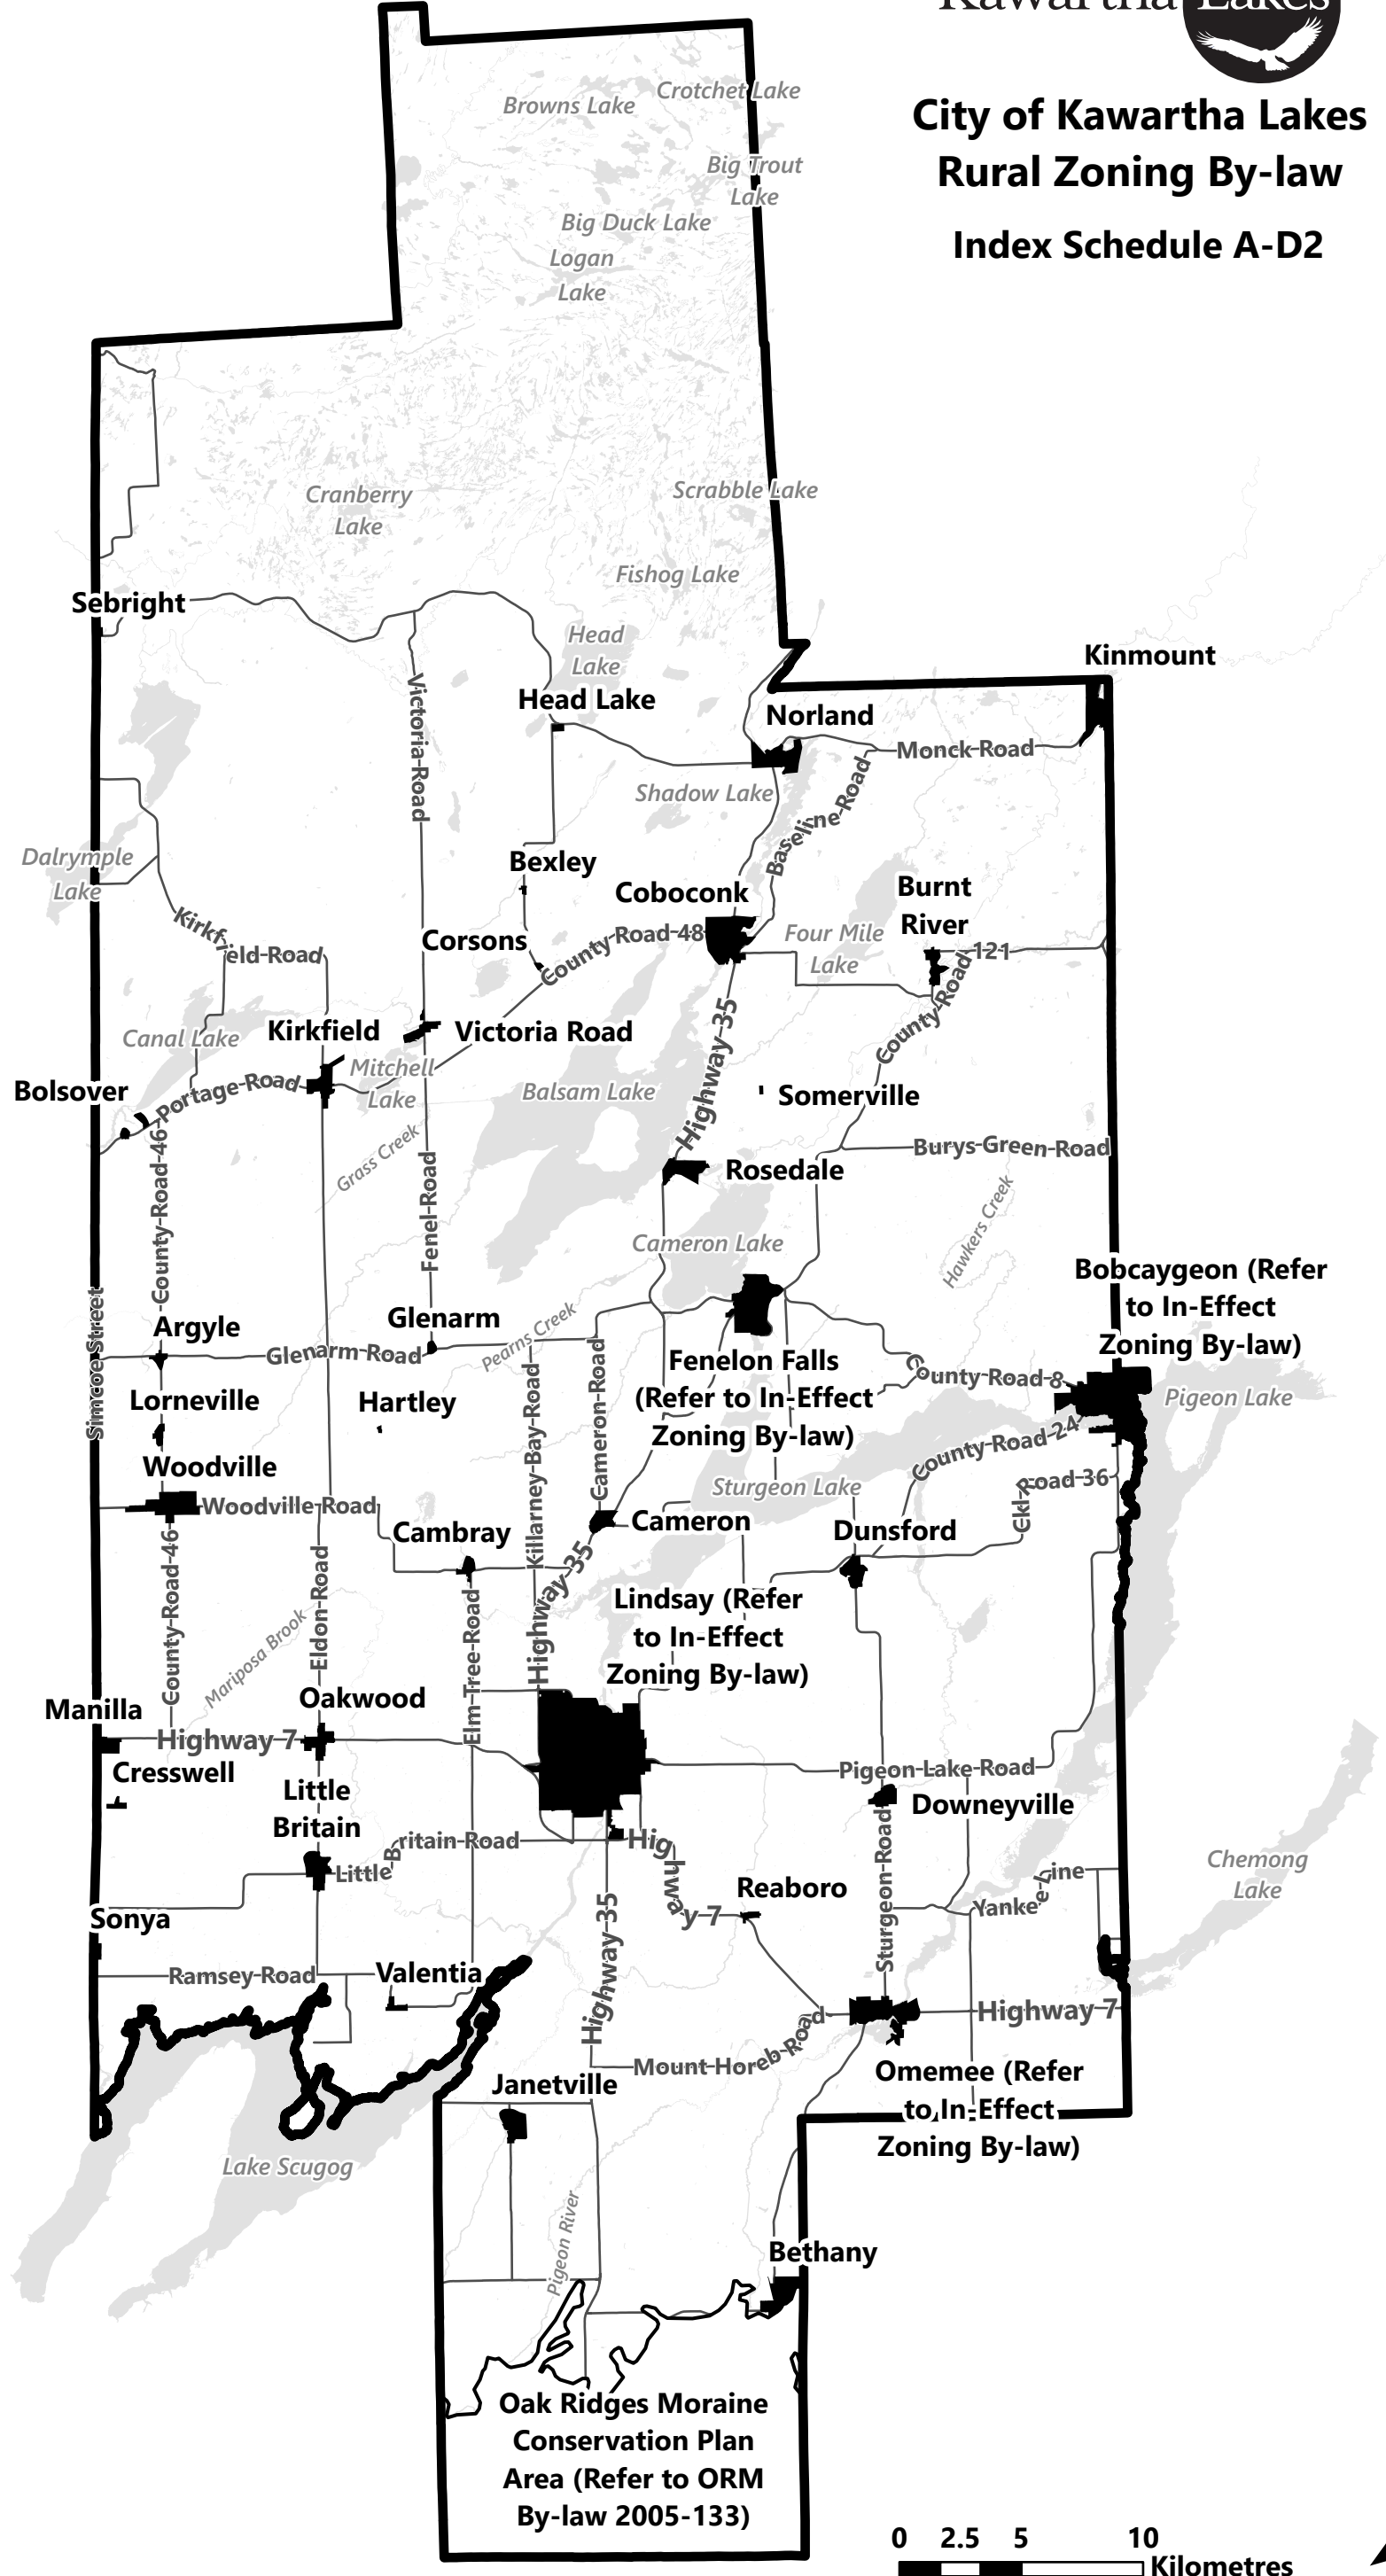 Kawartha Lakes
City of Kawartha Lakes
Rural Zoning By-law
Index Schedule A-D2
Crotchet Lake
Browns Lake
Big Trout
Lake
Big Duck Lake
Logan
Lake
Cranberry
Lake
Scrabble Lake
Fishog Lake
Sebright
Head
Lake
Kinmount
Head Lake
Norland
Victoria Road
Monck Road
Shadow Lake
Baseline Road
Dalrymple
Lake
Bexley
Coboconk
Burnt
River
Kirkfield Road
Corsons
County Road 48
Four Mile
Lake
121
County Road
Highway 35
Canal Lake
Kirkfield
Victoria Road
Mitchell
Lake
Bolsover
Portage Road
Balsam Lake
Somerville
Grass Creek
County Road 46
Burys Green Road
Rosedale
Fenel Road
Hawkers Creek
Cameron Lake
Bobcaygeon (Refer
to In-Effect
Zoning By-law)
Simcoe Street
Argyle
Glenarm
Pearns Creek
Glenarm Road
Fenelon Falls
(Refer to In-Effect
Zoning By-law)
County Road 8
Pigeon Lake
Lorneville
Hartley
Killarney Bay Road
Cameron Road
County Road 24
Woodville
Sturgeon Lake
Ckl Road 36
Woodville Road
Cambray
Cameron
Dunsford
Highway 35
County Road 46
Eldon Road
Elm Tree Road
Lindsay (Refer
to In-Effect
Zoning By-law)
Mariposa Brook
Manilla
Oakwood
Highway 7
Cresswell
Pigeon Lake Road
Little
Britain
Downeyville
Little Britain Road
Highway 7
Sturgeon Road
Chemong
Lake
Reaboro
Yankee Line
Sonya
Highway 35
Ramsey Road
Valentia
Highway 7
Mount Horeb Road
Janetville
Omemee (Refer
to In-Effect
Zoning By-law)
Lake Scugog
Pigeon River
Bethany
Oak Ridges Moraine
Conservation Plan
Area (Refer to ORM
By-law 2005-133)
0 2.5 5 10
Kilometres